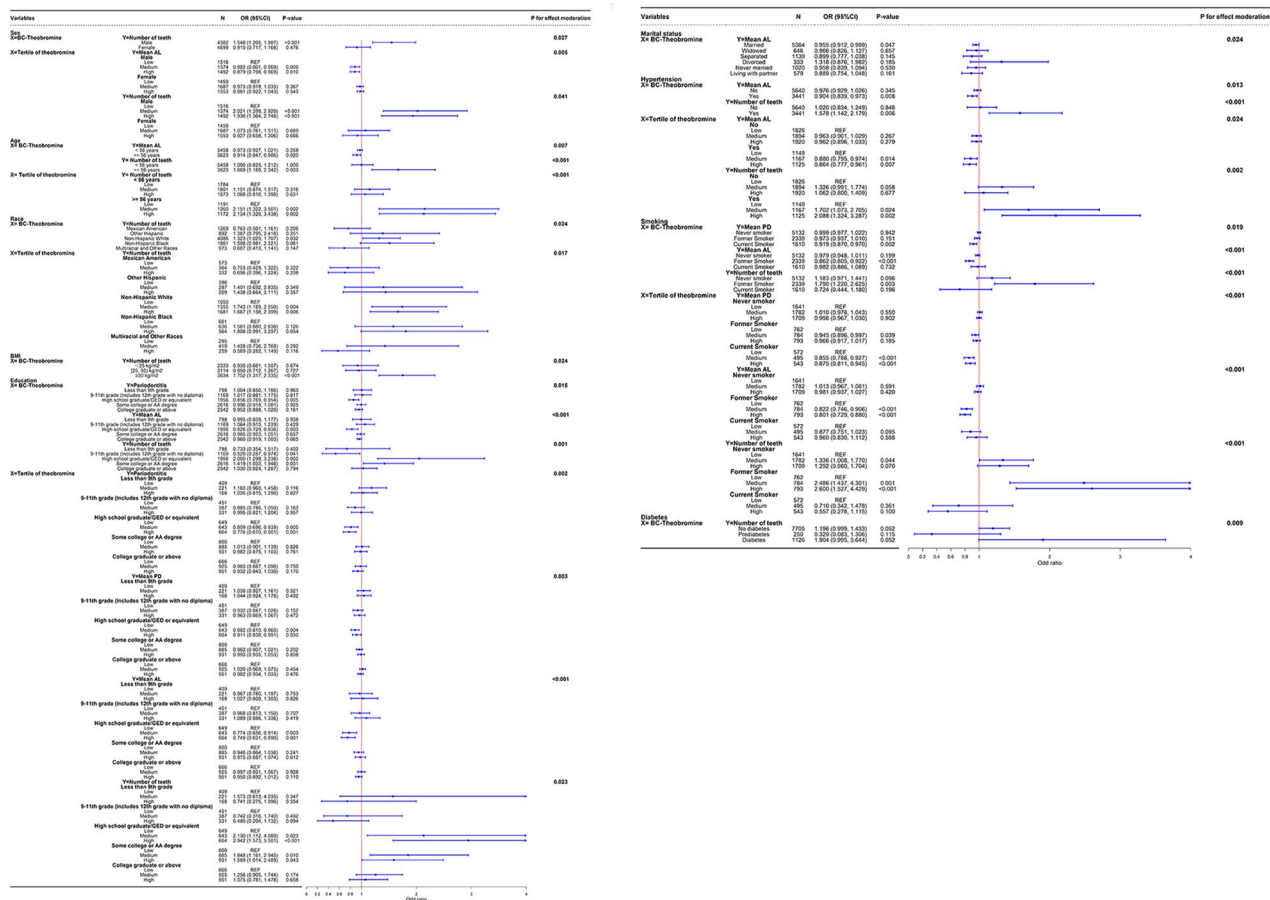 Variables N OR (95%CI) P-value P for effect moderation
Sex
X=BC-Theobromine Y=Number of teeth 0.027
Male 4382 1.548 (1.205, 1.987) <0.001
Female 4699 0.915 (0.717, 1.168) 0.476
X=Tertile of theobromine Y=Mean AL 0.005
Male
Low 1516 REF
Medium 1374 0.882 (0.801, 0.969) 0.009
High 1492 0.879 (0.798, 0.969) 0.010
Female
Low 1459 REF
Medium 1687 0.973 (0.918, 1.033) 0.367
High 1553 0.981 (0.922, 1.043) 0.543
Y=Number of teeth 0.041
Male
Low 1516 REF
Medium 1374 2.021 (1.399, 2.920) <0.001
High 1492 1.936 (1.364, 2.748) <0.001
Female
Low 1459 REF
Medium 1687 1.073 (0.761, 1.511) 0.689
High 1553 0.927 (0.658, 1.306) 0.666
Age
X= BC-Theobromine Y=Mean AL 0.007
< 56 years 5458 0.973 (0.927, 1.021) 0.268
>= 56 years 3623 0.914 (0.847, 0.986) 0.020
Y= Number of teeth <0.001
< 56 years 5458 1.000 (0.825, 1.212) 1.000
>= 56 years 3623 1.669 (1.189, 2.342) 0.003
X= Tertile of theobromine < 56 years <0.001
Low 1784 REF
Medium 1801 1.151 (0.874, 1.517) 0.316
High 1873 1.068 (0.816, 1.398) 0.631
>= 56 years
Low 1191 REF
Medium 1260 2.151 (1.322, 3.501) 0.002
High 1172 2.134 (1.326, 3.438) 0.002
Race
X= BC-Theobromine Y=Number of teeth 0.024
Mexican American 1269 0.763 (0.501, 1.161) 0.206
Other Hispanic 892 1.387 (0.795, 2.418) 0.251
Non-Hispanic White 4086 1.323 (1.025, 1.707) 0.032
Non-Hispanic Black 1861 1.508 (0.981, 2.321) 0.061
Multiracial and Other Races 973 0.687 (0.413, 1.141) 0.147
X=Tertile of theobromine Y=Number of teeth 0.017
Mexican American
Low 573 REF
Medium 364 0.753 (0.429, 1.322) 0.322
High 332 0.696 (0.396, 1.224) 0.208
Other Hispanic
Low 396 REF
Medium 287 1.491 (0.692, 2.835) 0.349
High 209 1.438 (0.664, 3.111) 0.357
Non-Hispanic White
Low 1050 REF
Medium 1355 1.742 (1.189, 2.550) 0.004
High 1681 1.667 (1.158, 2.399) 0.006
Non-Hispanic Black
Low 661 REF
Medium 636 1.581 (0.880, 2.838) 0.126
High 564 1.808 (0.991, 3.297) 0.054
Multiracial and Other Races
Low 295 REF
Medium 419 1.428 (0.736, 2.768) 0.292
High 259 0.569 (0.282, 1.149) 0.116
BMI
X= BC-Theobromine Y=Number of teeth 0.024
< 25 kg/m2 2333 0.930 (0.661, 1.307) 0.674
[25, 30) kg/m2 3114 0.950 (0.712, 1.267) 0.727
≥30 kg/m2 3634 1.752 (1.317, 2.335) <0.001
Education
X= BC-Theobromine Y=Periodontitis 0.015
Less than 9th grade 798 1.004 (0.850, 1.186) 0.963
9-11th grade (Includes 12th grade with no diploma) 1169 1.017 (0.881, 1.175) 0.817
High school graduate/GED or equivalent 1956 0.856 (0.769, 0.954) 0.005
Some college or AA degree 2616 0.996 (0.919, 1.081) 0.925
College graduate or above 2542 0.952 (0.888, 1.020) 0.161
Y=Mean AL <0.001
Less than 9th grade 798 0.993 (0.839, 1.177) 0.938
9-11th grade (Includes 12th grade with no diploma) 1169 1.064 (0.913, 1.239) 0.429
High school graduate/GED or equivalent 1956 0.826 (0.729, 0.936) 0.003
Some college or AA degree 2616 0.985 (0.923, 1.051) 0.657
College graduate or above 2542 0.960 (0.919, 1.003) 0.065
Y=Number of teeth 0.001
Less than 9th grade 798 0.733 (0.354, 1.517) 0.402
9-11th grade (Includes 12th grade with no diploma) 1169 0.529 (0.287, 0.974) 0.041
High school graduate/GED or equivalent 1956 2.050 (1.298, 3.238) 0.002
Some college or AA degree 2616 1.419 (1.033, 1.948) 0.031
College graduate or above 2542 1.030 (0.824, 1.287) 0.794
X=Tertile of theobromine Y=Periodontitis 0.002
Less than 9th grade
Low 409 REF
Medium 221 1.183 (0.960, 1.458) 0.116
High 168 1.026 (0.815, 1.290) 0.827
9-11th grade (Includes 12th grade with no diploma)
Low 451 REF
Medium 387 0.885 (0.746, 1.050) 0.163
High 331 0.995 (0.821, 1.204) 0.957
High school graduate/GED or equivalent
Low 649 REF
Medium 643 0.809 (0.696, 0.939) 0.005
High 664 0.776 (0.670, 0.901) 0.001
Some college or AA degree
Low 800 REF
Medium 885 1.013 (0.901, 1.139) 0.826
High 931 0.982 (0.875, 1.103) 0.761
College graduate or above
Low 666 REF
Medium 925 0.983 (0.887, 1.090) 0.750
High 951 0.932 (0.843, 1.030) 0.170
Y=Mean PD 0.003
Less than 9th grade
Low 409 REF
Medium 221 1.038 (0.927, 1.161) 0.521
High 168 1.044 (0.924, 1.178) 0.492
9-11th grade (Includes 12th grade with no diploma)
Low 451 REF
Medium 387 0.932 (0.847, 1.026) 0.152
High 331 0.963 (0.869, 1.067) 0.472
High school graduate/GED or equivalent
Low 649 REF
Medium 643 0.882 (0.810, 0.960) 0.004
High 664 0.911 (0.838, 0.991) 0.030
Some college or AA degree
Low 800 REF
Medium 885 0.962 (0.907, 1.021) 0.202
High 931 0.993 (0.935, 1.053) 0.808
College graduate or above
Low 666 REF
Medium 925 1.020 (0.969, 1.075) 0.454
High 951 0.982 (0.934, 1.033) 0.476
Y=Mean AL <0.001
Less than 9th grade
Low 409 REF
Medium 221 0.967 (0.780, 1.197) 0.753
High 168 1.027 (0.809, 1.303) 0.826
9-11th grade (Includes 12th grade with no diploma)
Low 451 REF
Medium 387 0.968 (0.813, 1.150) 0.707
High 331 1.089 (0.886, 1.336) 0.419
High school graduate/GED or equivalent
Low 649 REF
Medium 643 0.774 (0.656, 0.914) 0.003
High 664 0.749 (0.631, 0.890) 0.001
Some college or AA degree
Low 800 REF
Medium 885 0.946 (0.864, 1.038) 0.241
High 931 0.975 (0.887, 1.074) 0.612
College graduate or above
Low 666 REF
Medium 925 0.997 (0.931, 1.067) 0.928
High 951 0.950 (0.892, 1.012) 0.110
Y=Number of teeth 0.023
Less than 9th grade
Low 409 REF
Medium 221 1.573 (0.613, 4.035) 0.347
High 168 0.741 (0.275, 1.996) 0.554
9-11th grade (Includes 12th grade with no diploma)
Low 451 REF
Medium 387 0.742 (0.316, 1.740) 0.492
High 331 0.480 (0.204, 1.132) 0.094
High school graduate/GED or equivalent
Low 649 REF
Medium 643 2.130 (1.112, 4.080) 0.023
High 664 2.942 (1.573, 5.501) <0.001
Some college or AA degree
Low 800 REF
Medium 885 1.848 (1.161, 2.945) 0.010
High 931 1.589 (1.014, 2.489) 0.043
College graduate or above
Low 666 REF
Medium 925 1.256 (0.905, 1.744) 0.174
High 951 1.075 (0.781, 1.478) 0.658
0 0.2 0.4 0.6 0.8 1 2 3 4
Odd ratio
Variables N OR (95%CI) P-value P for effect moderation
Marital status
X= BC-Theobromine Y=Mean AL 0.024
Married 5364 0.955 (0.912, 0.999) 0.047
Widowed 646 0.966 (0.826, 1.127) 0.657
Separated 1139 0.899 (0.777, 1.038) 0.145
Divorced 333 1.318 (0.876, 1.982) 0.185
Never married 1020 0.958 (0.839, 1.094) 0.530
Living with partner 579 0.889 (0.754, 1.048) 0.161
Hypertension
X= BC-Theobromine Y=Mean AL 0.013
No 5640 0.976 (0.929, 1.026) 0.345
Yes 3441 0.904 (0.839, 0.973) 0.008
Y=Number of teeth <0.001
No 5640 1.020 (0.834, 1.249) 0.848
Yes 3441 1.578 (1.142, 2.179) 0.006
X=Tertile of theobromine Y=Mean AL 0.024
No
Low 1826 REF
Medium 1894 0.963 (0.901, 1.029) 0.267
High 1920 0.962 (0.896, 1.033) 0.279
Yes
Low 1149 REF
Medium 1167 0.880 (0.795, 0.974) 0.014
High 1125 0.864 (0.777, 0.961) 0.007
Y=Number of teeth 0.002
No
Low 1826 REF
Medium 1894 1.326 (0.991, 1.774) 0.058
High 1920 1.062 (0.800, 1.409) 0.677
Yes
Low 1149 REF
Medium 1167 1.702 (1.073, 2.705) 0.024
High 1125 2.088 (1.324, 3.287) 0.002
Smoking
X= BC-Theobromine Y=Mean PD 0.019
Never smoker 5132 0.999 (0.977, 1.022) 0.942
Former Smoker 2339 0.973 (0.937, 1.010) 0.151
Current Smoker 1610 0.919 (0.870, 0.970) 0.002
Y=Mean AL <0.001
Never smoker 5132 0.979 (0.948, 1.011) 0.199
Former Smoker 2339 0.862 (0.805, 0.922) <0.001
Current Smoker 1610 0.982 (0.886, 1.089) 0.732
Y=Number of teeth <0.001
Never smoker 5132 1.183 (0.971, 1.441) 0.096
Former Smoker 2339 1.790 (1.220, 2.625) 0.003
Current Smoker 1610 0.724 (0.444, 1.180) 0.196
X=Tertile of theobromine Y=Mean PD <0.001
Never smoker
Low 1641 REF
Medium 1782 1.010 (0.978, 1.043) 0.550
High 1709 0.998 (0.967, 1.030) 0.902
Former Smoker
Low 762 REF
Medium 784 0.945 (0.896, 0.997) 0.039
High 793 0.966 (0.917, 1.017) 0.185
Current Smoker
Low 572 REF
Medium 495 0.855 (0.788, 0.927) <0.001
High 543 0.875 (0.811, 0.945) <0.001
Y=Mean AL <0.001
Never smoker
Low 1641 REF
Medium 1782 1.013 (0.967, 1.061) 0.591
High 1709 0.981 (0.937, 1.027) 0.420
Former Smoker
Low 762 REF
Medium 784 0.822 (0.746, 0.906) <0.001
High 793 0.801 (0.729, 0.880) <0.001
Current Smoker
Low 572 REF
Medium 495 0.877 (0.751, 1.023) 0.095
High 543 0.960 (0.830, 1.112) 0.588
Y=Number of teeth <0.001
Never smoker
Low 1641 REF
Medium 1782 1.336 (1.008, 1.770) 0.044
High 1709 1.292 (0.980, 1.704) 0.070
Former Smoker
Low 762 REF
Medium 784 2.486 (1.437, 4.301) 0.001
High 793 2.600 (1.527, 4.429) <0.001
Current Smoker
Low 572 REF
Medium 495 0.710 (0.342, 1.478) 0.361
High 543 0.557 (0.278, 1.115) 0.100
Diabetes
X= BC-Theobromine Y=Number of teeth 0.009
No diabetes 7705 1.196 (0.999, 1.433) 0.052
Prediabetes 250 0.329 (0.083, 1.306) 0.115
Diabetes 1126 1.904 (0.995, 3.644) 0.052
0 0.2 0.4 0.6 0.8 1 2 3 4
Odd ratio